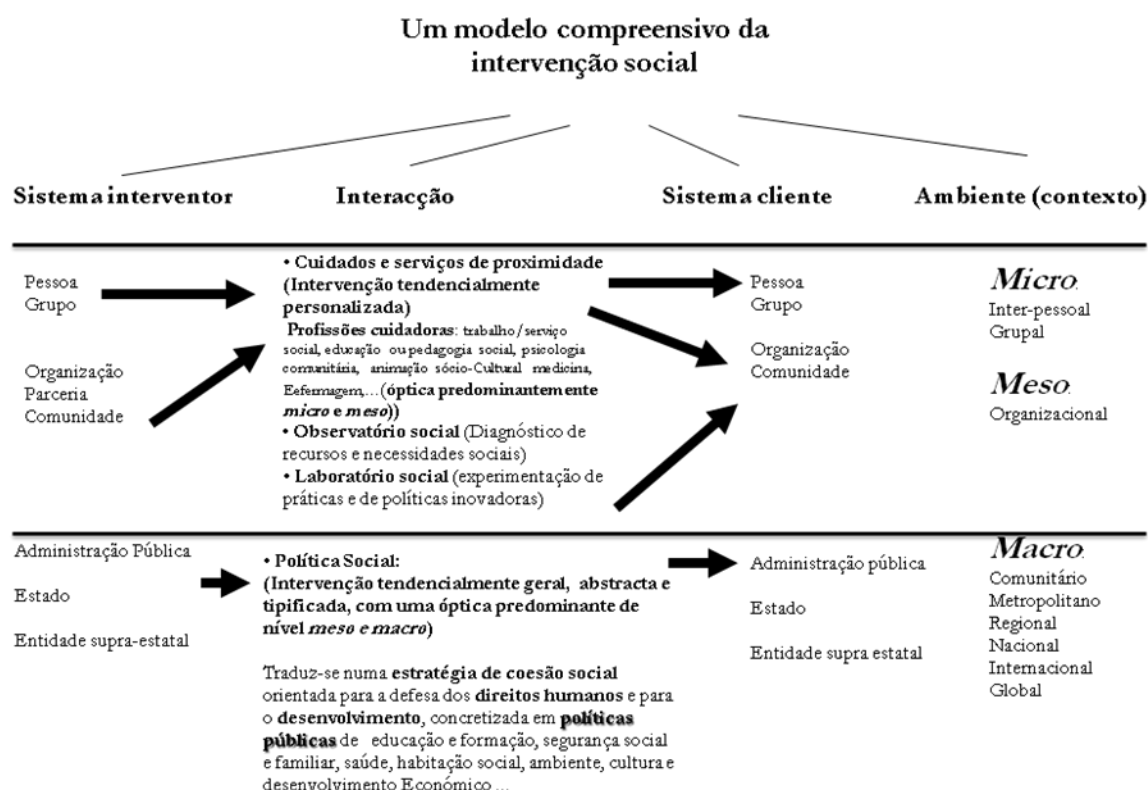 Um modelo compreensivo da
intervenção social
Sistema interventor
Interacção
Sistema cliente
Ambiente (contexto)
Pessoa
Grupo
Organização
Parceria
Comunidade
• Cuidados e serviços de proximidade
(Intervenção tendencialmente
personalizada)
Profissões cuidadoras: trabalho/serviço
social, educação ou pedagogia social, psicologia
comunitária, animação sócio-Cultural medicina,
Eefermagem,...(óptica predominantemente
micro e meso))
• Observatório social (Diagnóstico de
recursos e necessidades sociais)
• Laboratório social (experimentação de
práticas e de políticas inovadoras)
Pessoa
Grupo
Organização
Comunidade
Micro.
Inter-pessoal
Grupal
Meso.
Organizacional
Administração Pública
Estado
Entidade supra-estatal
• Política Social:
(Intervenção tendencialmente geral, abstracta e
tipificada, com uma óptica predominante de
nível meso e macro)
Traduz-se numa estratégia de coesão social
orientada para a defesa dos direitos humanos e para
o desenvolvimento, concretizada em políticas
públicas de educação e formação, segurança social
e familiar, saúde, habitação social, ambiente, cultura e
desenvolvimento Económico ...
Administração pública
Estado
Entidade supra estatal
Macro.
Comunitário
Metropolitano
Regional
Nacional
Internacional
Global